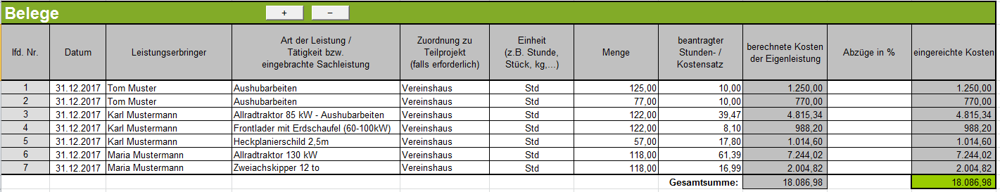 Belege + −
lfd. Nr. Datum Leistungserbringer Art der Leistung / Tätigkeit bzw. eingebrachte Sachleistung Zuordnung zu Teilprojekt (falls erforderlich) Einheit (z.B. Stunde, Stück, kg,...) Menge beantragter Stunden- / Kostensatz berechnete Kosten der Eigenleistung Abzüge in % eingereichte Kosten
1 31.12.2017 Tom Muster Aushubarbeiten Vereinshaus Std 125,00 10,00 1.250,00 1.250,00
2 31.12.2017 Tom Muster Aushubarbeiten Vereinshaus Std 77,00 10,00 770,00 770,00
3 31.12.2017 Karl Mustermann Allradtraktor 85 kW - Aushubarbeiten Vereinshaus Std 122,00 39,47 4.815,34 4.815,34
4 31.12.2017 Karl Mustermann Frontlader mit Erdschaufel (60-100kW) Vereinshaus Std 122,00 8,10 988,20 988,20
5 31.12.2017 Karl Mustermann Heckplanierschild 2,5m Vereinshaus Std 57,00 17,80 1.014,60 1.014,60
6 31.12.2017 Maria Mustermann Allradtraktor 130 kW Vereinshaus Std 118,00 61,39 7.244,02 7.244,02
7 31.12.2017 Maria Mustermann Zweiachskipper 12 to Vereinshaus Std 118,00 16,99 2.004,82 2.004,82
Gesamtsumme: 18.086,98 18.086,98